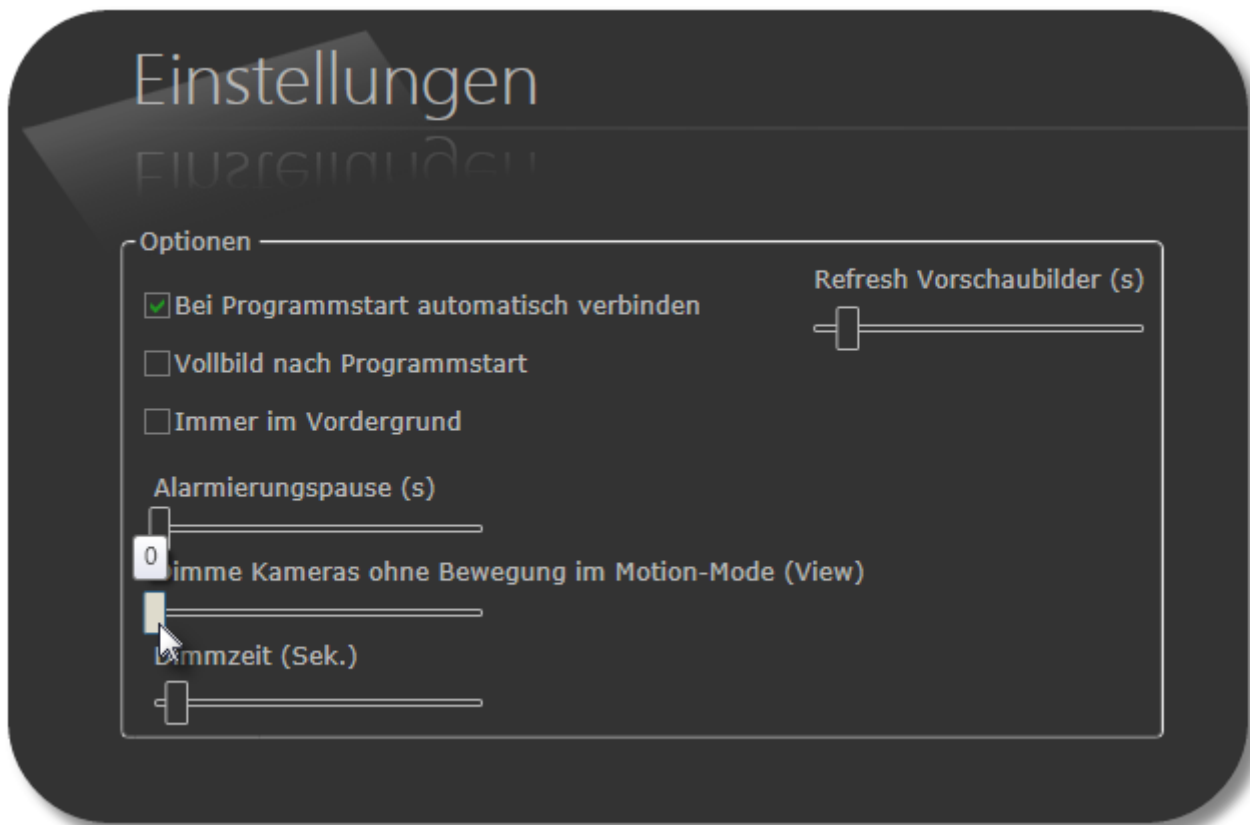 Einstellungen
Optionen
Bei Programmstart automatisch verbinden
Vollbild nach Programmstart
Immer im Vordergrund
Alarmierungspause (s)
0
imme Kameras ohne Bewegung im Motion-Mode (View)
Dimmzeit (Sek.)
Refresh Vorschaubilder (s)